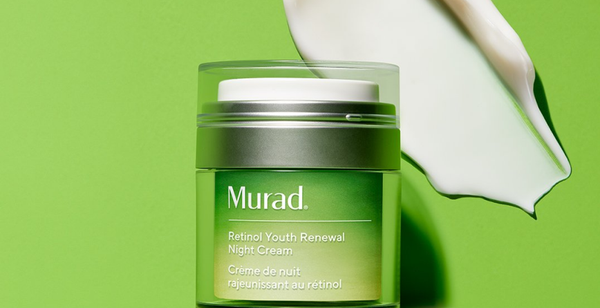 Murad.
Retinol Youth Renewal
Night Cream
Crème de nuit
rajeunissant au rétinol